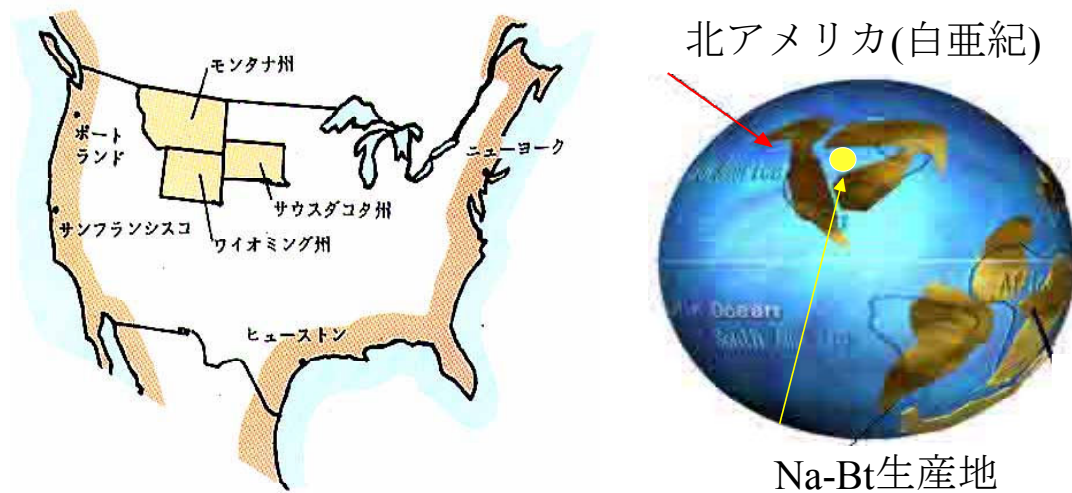 モンタナ州
ポート
ランド
ニューヨーク
サウスダコタ州
サンフランシスコ
ワイオミング州
ヒューストン
北アメリカ(白亜紀)
Ocean
Na-Bt生産地